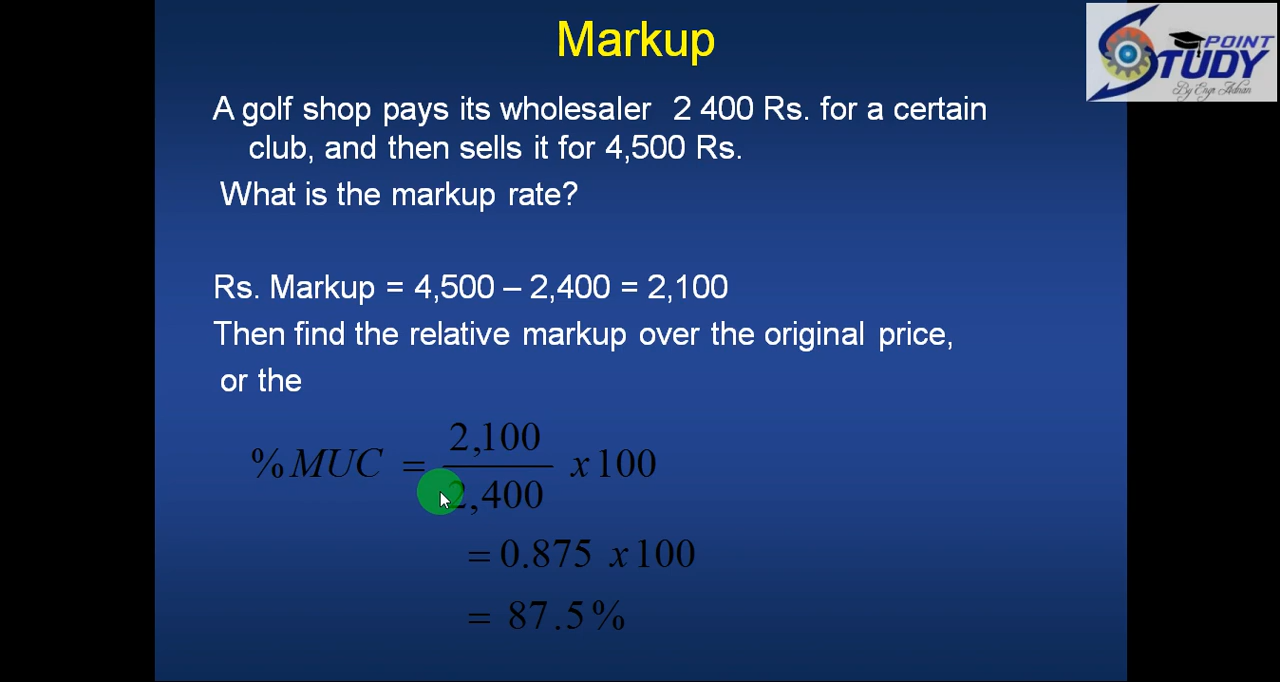 Markup
POINT
STUDY
By Engr Adnan
A golf shop pays its wholesaler 2 400 Rs. for a certain
club, and then sells it for 4,500 Rs.
What is the markup rate?
Rs. Markup = 4,500 – 2,400 = 2,100
Then find the relative markup over the original price,
or the
%MUC = 2,100 / 2,400 x 100
= 0.875 x 100
= 87.5%